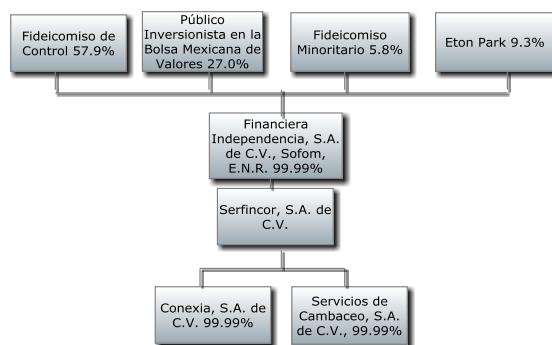 Fideicomiso de
Control 57.9%
Público
Inversionista en la
Bolsa Mexicana de
Valores 27.0%
Fideicomiso
Minoritario 5.8%
Eton Park 9.3%
Financiera
Independencia, S.A.
de C.V., Sofom,
E.N.R. 99.99%
Serfincor, S.A. de
C.V.
Conexia, S.A. de
C.V. 99.99%
Servicios de
Cambaceo, S.A.
de C.V., 99.99%